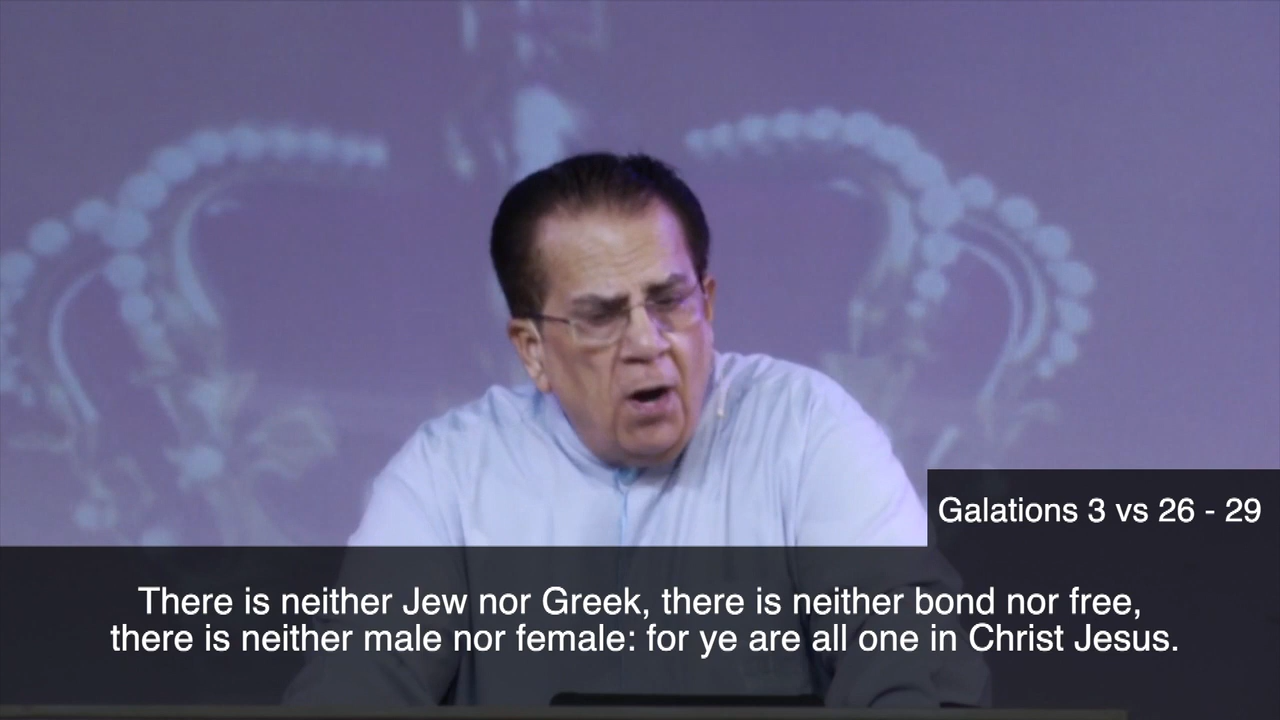 Galations 3 vs 26 - 29
There is neither Jew nor Greek, there is neither bond nor free,
there is neither male nor female: for ye are all one in Christ Jesus.